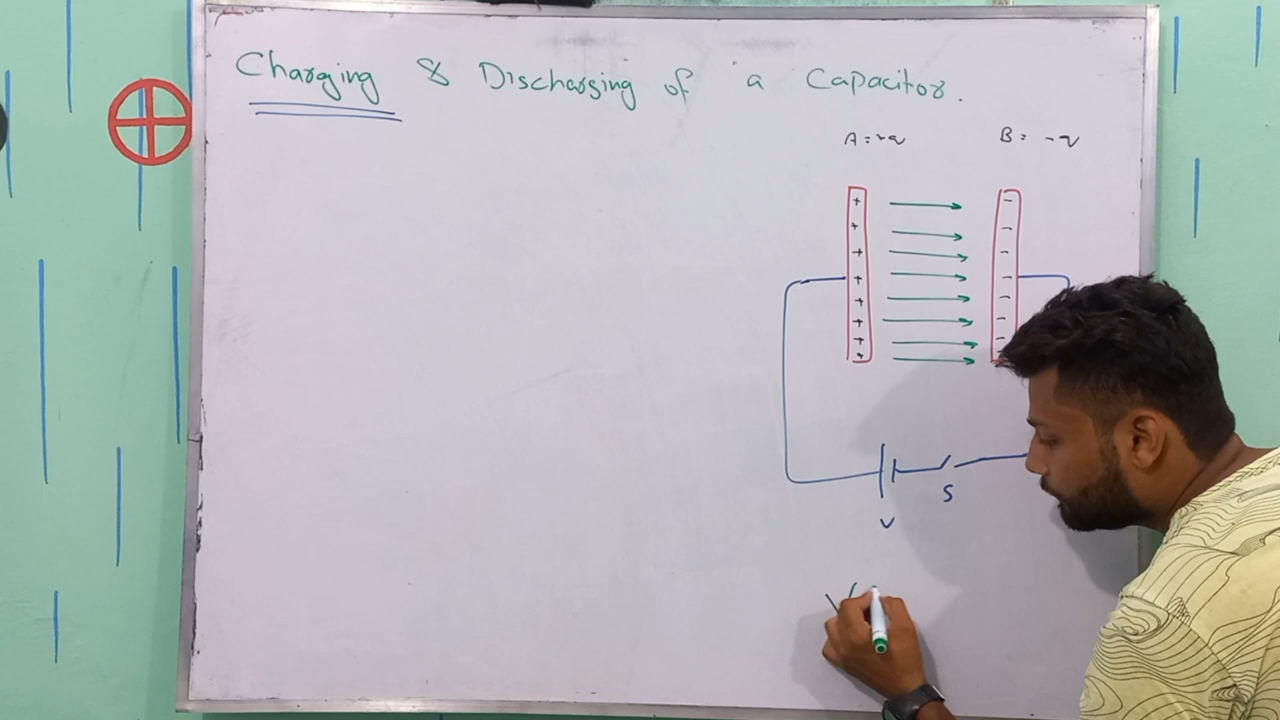 Charging & Discharging of a Capacitor.
A = +q B = -q
+ -
+ -
+ -
+ -
+ -
+ -
+ -
+
S
V
V